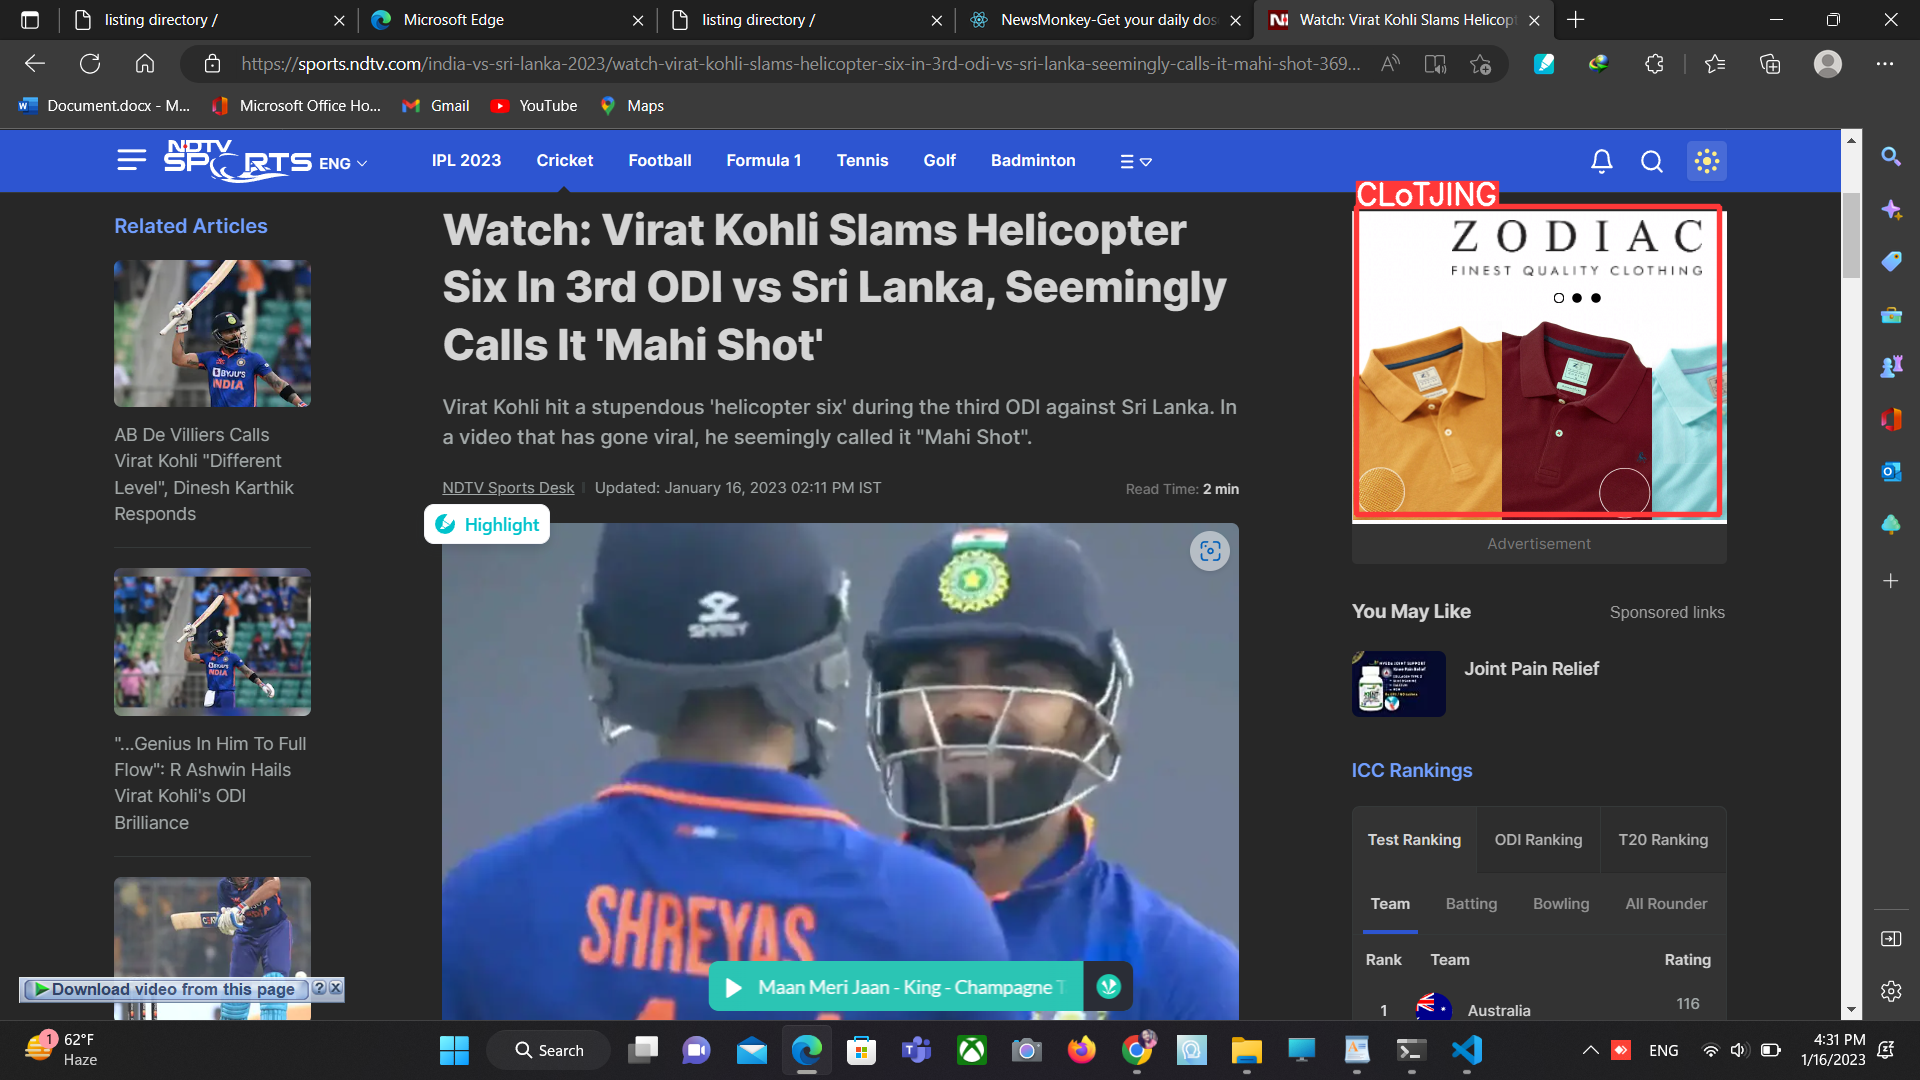 listing directory /
Microsoft Edge
listing directory /
NewsMonkey-Get your daily dos
Watch: Virat Kohli Slams Helicopt
https://sports.ndtv.com/india-vs-sri-lanka-2023/watch-virat-kohli-slams-helicopter-six-in-3rd-odi-vs-sri-lanka-seemingly-calls-it-mahi-shot-369...
Document.docx - M...
Microsoft Office Ho...
Gmail
YouTube
Maps
NDTV
SPORTS
ENG
IPL 2023
Cricket
Football
Formula 1
Tennis
Golf
Badminton
Related Articles
AB De Villiers Calls
Virat Kohli "Different
Level", Dinesh Karthik
Responds
"...Genius In Him To Full
Flow": R Ashwin Hails
Virat Kohli's ODI
Brilliance
Download video from this page
?
Watch: Virat Kohli Slams Helicopter
Six In 3rd ODI vs Sri Lanka, Seemingly
Calls It 'Mahi Shot'
Virat Kohli hit a stupendous 'helicopter six' during the third ODI against Sri Lanka. In
a video that has gone viral, he seemingly called it "Mahi Shot".
NDTV Sports Desk
Updated: January 16, 2023 02:11 PM IST
Read Time: 2 min
Highlight
SHREY
SHREYAS
Maan Meri Jaan - King - Champagne T
CLoTJING
ZODIAC
FINEST QUALITY CLOTHING
Advertisement
You May Like
Sponsored links
Joint Pain Relief
ICC Rankings
Test Ranking
ODI Ranking
T20 Ranking
Team
Batting
Bowling
All Rounder
Rank
Team
Rating
1
Australia
116
BYJU'S
INDIA
1
62°F
Haze
Search
ENG
4:31 PM
1/16/2023